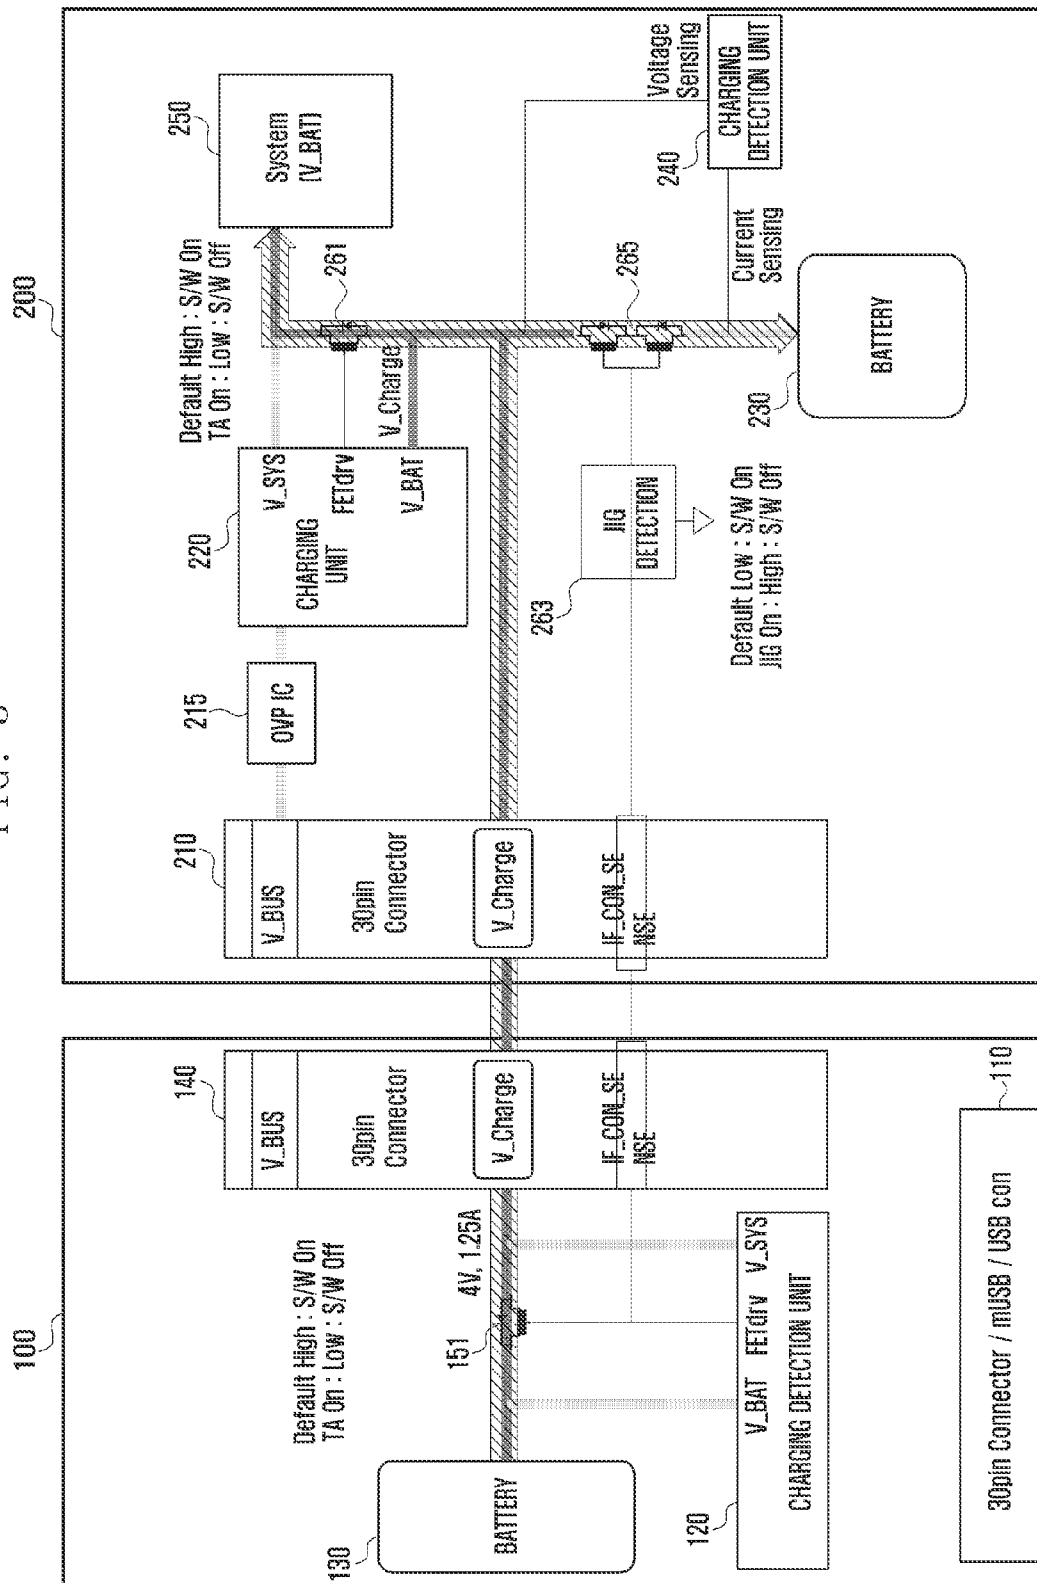 FIG. 8
100
Default High : S/W On
TA On : Low : S/W Off
130
BATTERY
151
4V, 1.25A
120
V_BAT
FETdrv
V_SYS
CHARGING DETECTION UNIT
110
30pin Connector / mUSB / USB con
140
V_BUS
30pin
Connector
V_Charge
IF_CON_SE
NSE
200
210
V_BUS
30pin
Connector
V_Charge
IF_CON_SE
NSE
215
OVP IC
220
V_SYS
CHARGING
UNIT
FETdrv
V_BAT
V_Charge
Default High : S/W On
TA On : Low : S/W Off
250
System
(V_BAT)
261
263
JIG
DETECTION
Default Low : S/W On
JIG On : High : S/W Off
265
Voltage
Sensing
240
CHARGING
DETECTION UNIT
Current
Sensing
230
BATTERY